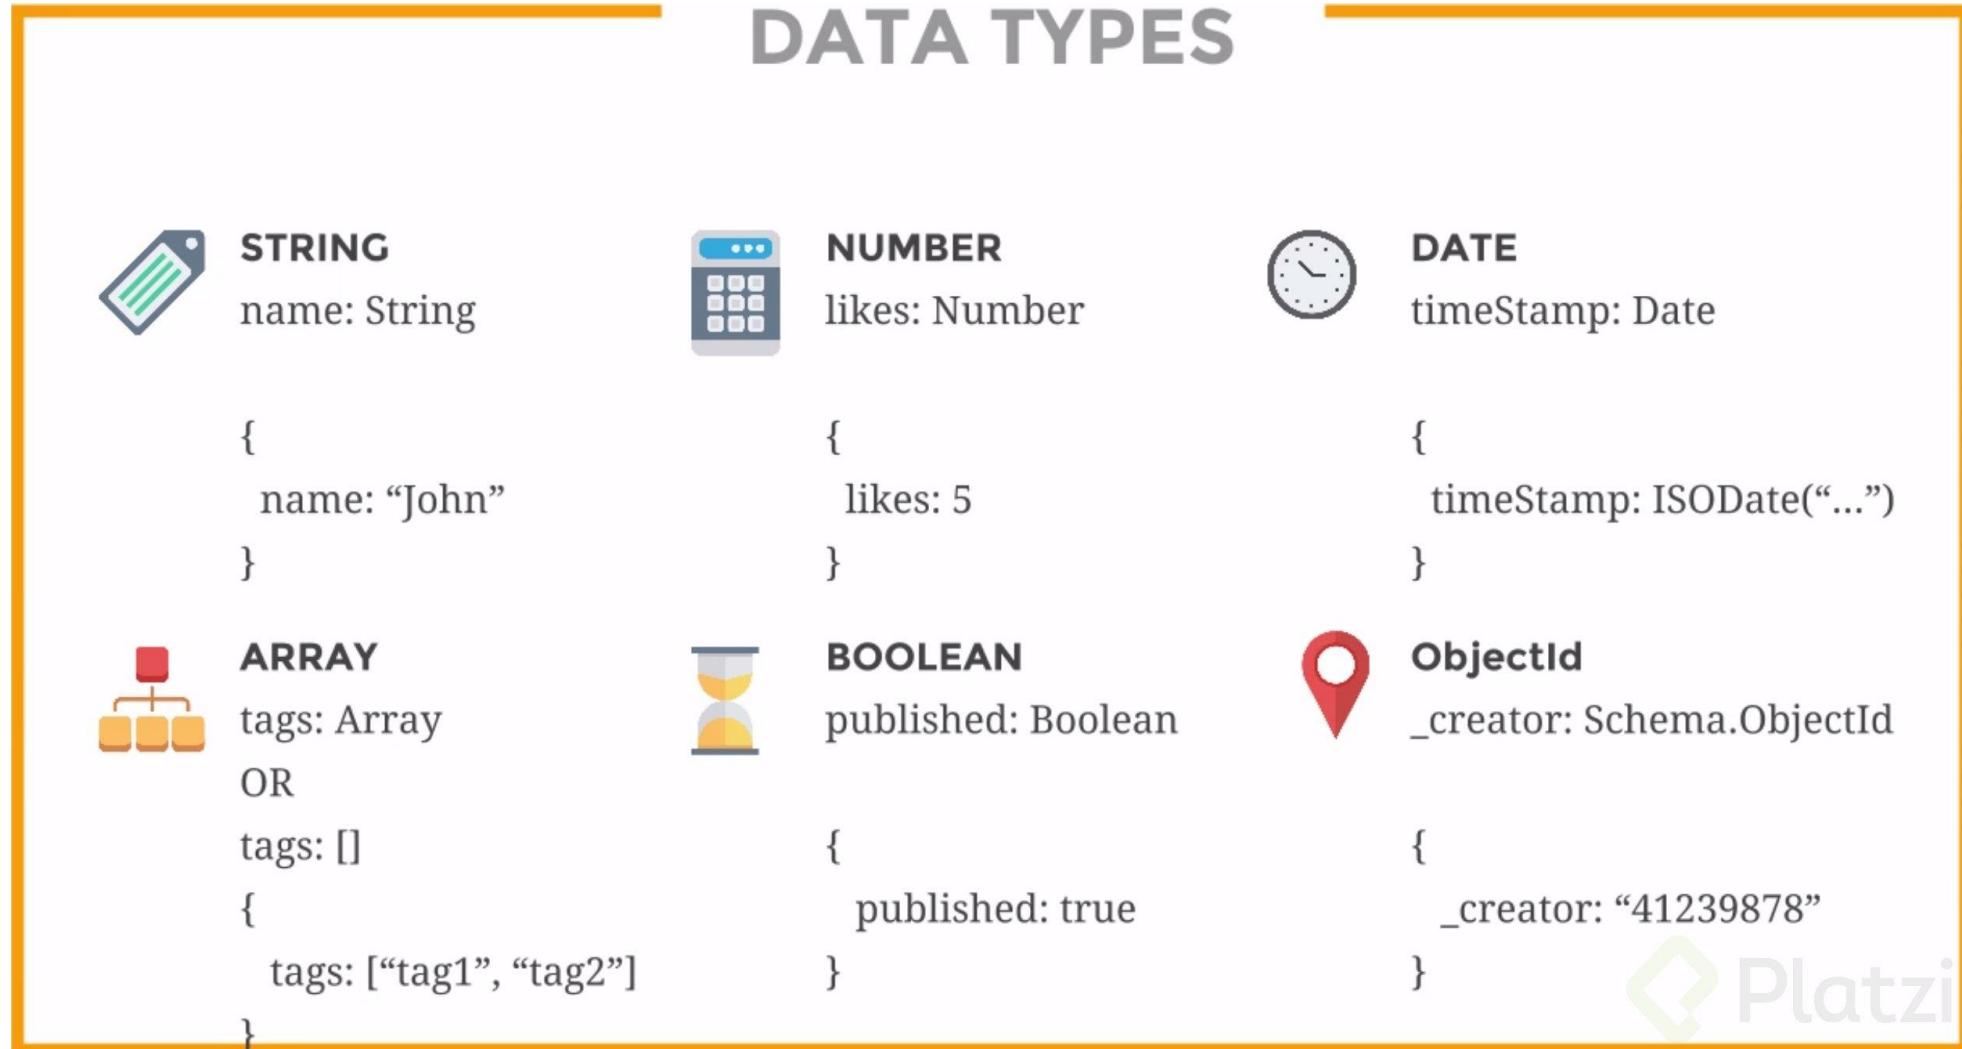 DATA TYPES
STRING
name: String
{
name: “John”
}
NUMBER
likes: Number
{
likes: 5
}
DATE
timeStamp: Date
{
timeStamp: ISODate(“...”)
}
ARRAY
tags: Array
OR
tags: []
{
tags: [“tag1”, “tag2”]
}
BOOLEAN
published: Boolean
{
published: true
}
ObjectId
_creator: Schema.ObjectId
{
_creator: “41239878”
}
Platzi